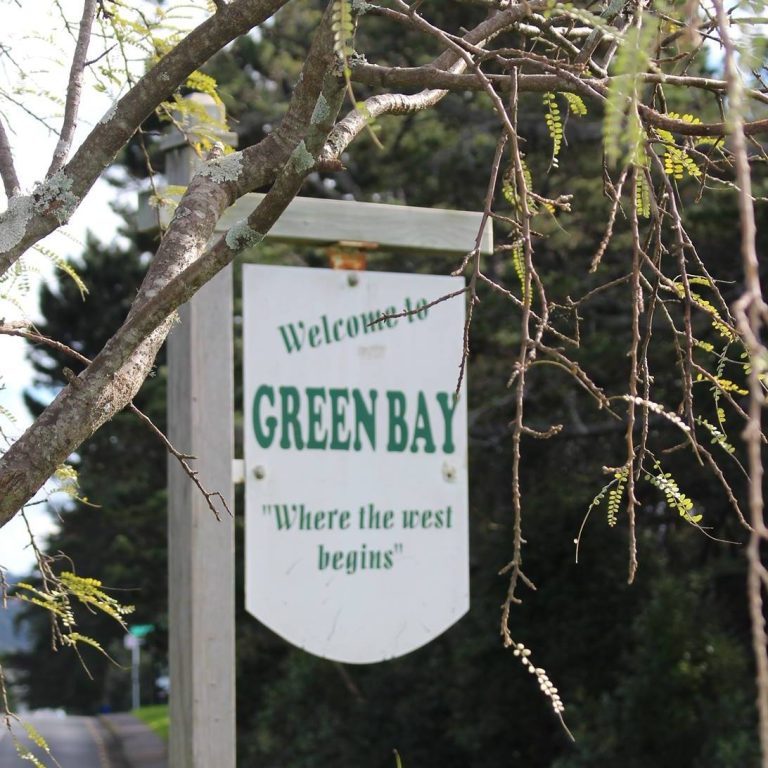 Welcome to
GREEN BAY
"Where the west
begins"